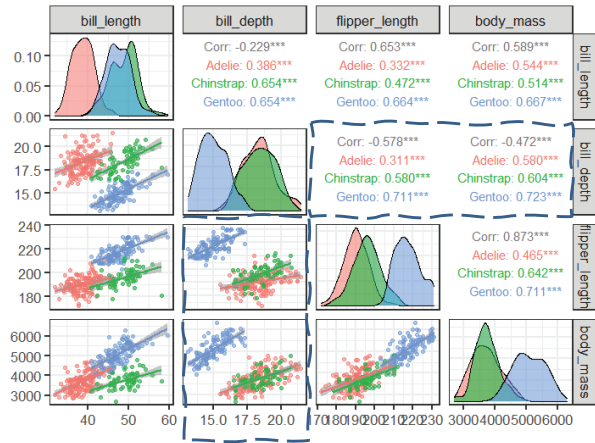 bill_length bill_depth flipper_length body_mass
0.10
0.05
0.00
Corr: -0.229***
Adelie: 0.386***
Chinstrap: 0.654***
Gentoo: 0.654***
Corr: 0.653***
Adelie: 0.332***
Chinstrap: 0.472***
Gentoo: 0.664***
Corr: 0.589***
Adelie: 0.544***
Chinstrap: 0.514***
Gentoo: 0.667***
bill_length
20.0
17.5
15.0
Corr: -0.578***
Adelie: 0.311***
Chinstrap: 0.580***
Gentoo: 0.711***
Corr: -0.472***
Adelie: 0.580***
Chinstrap: 0.604***
Gentoo: 0.723***
bill_depth
240
220
200
180
Corr: 0.873***
Adelie: 0.465***
Chinstrap: 0.642***
Gentoo: 0.711***
flipper_length
6000
5000
4000
3000
body_mass
40 50 60
15.0 17.5 20.0
170 180 190 200 210 220 230
3000 4000 5000 6000